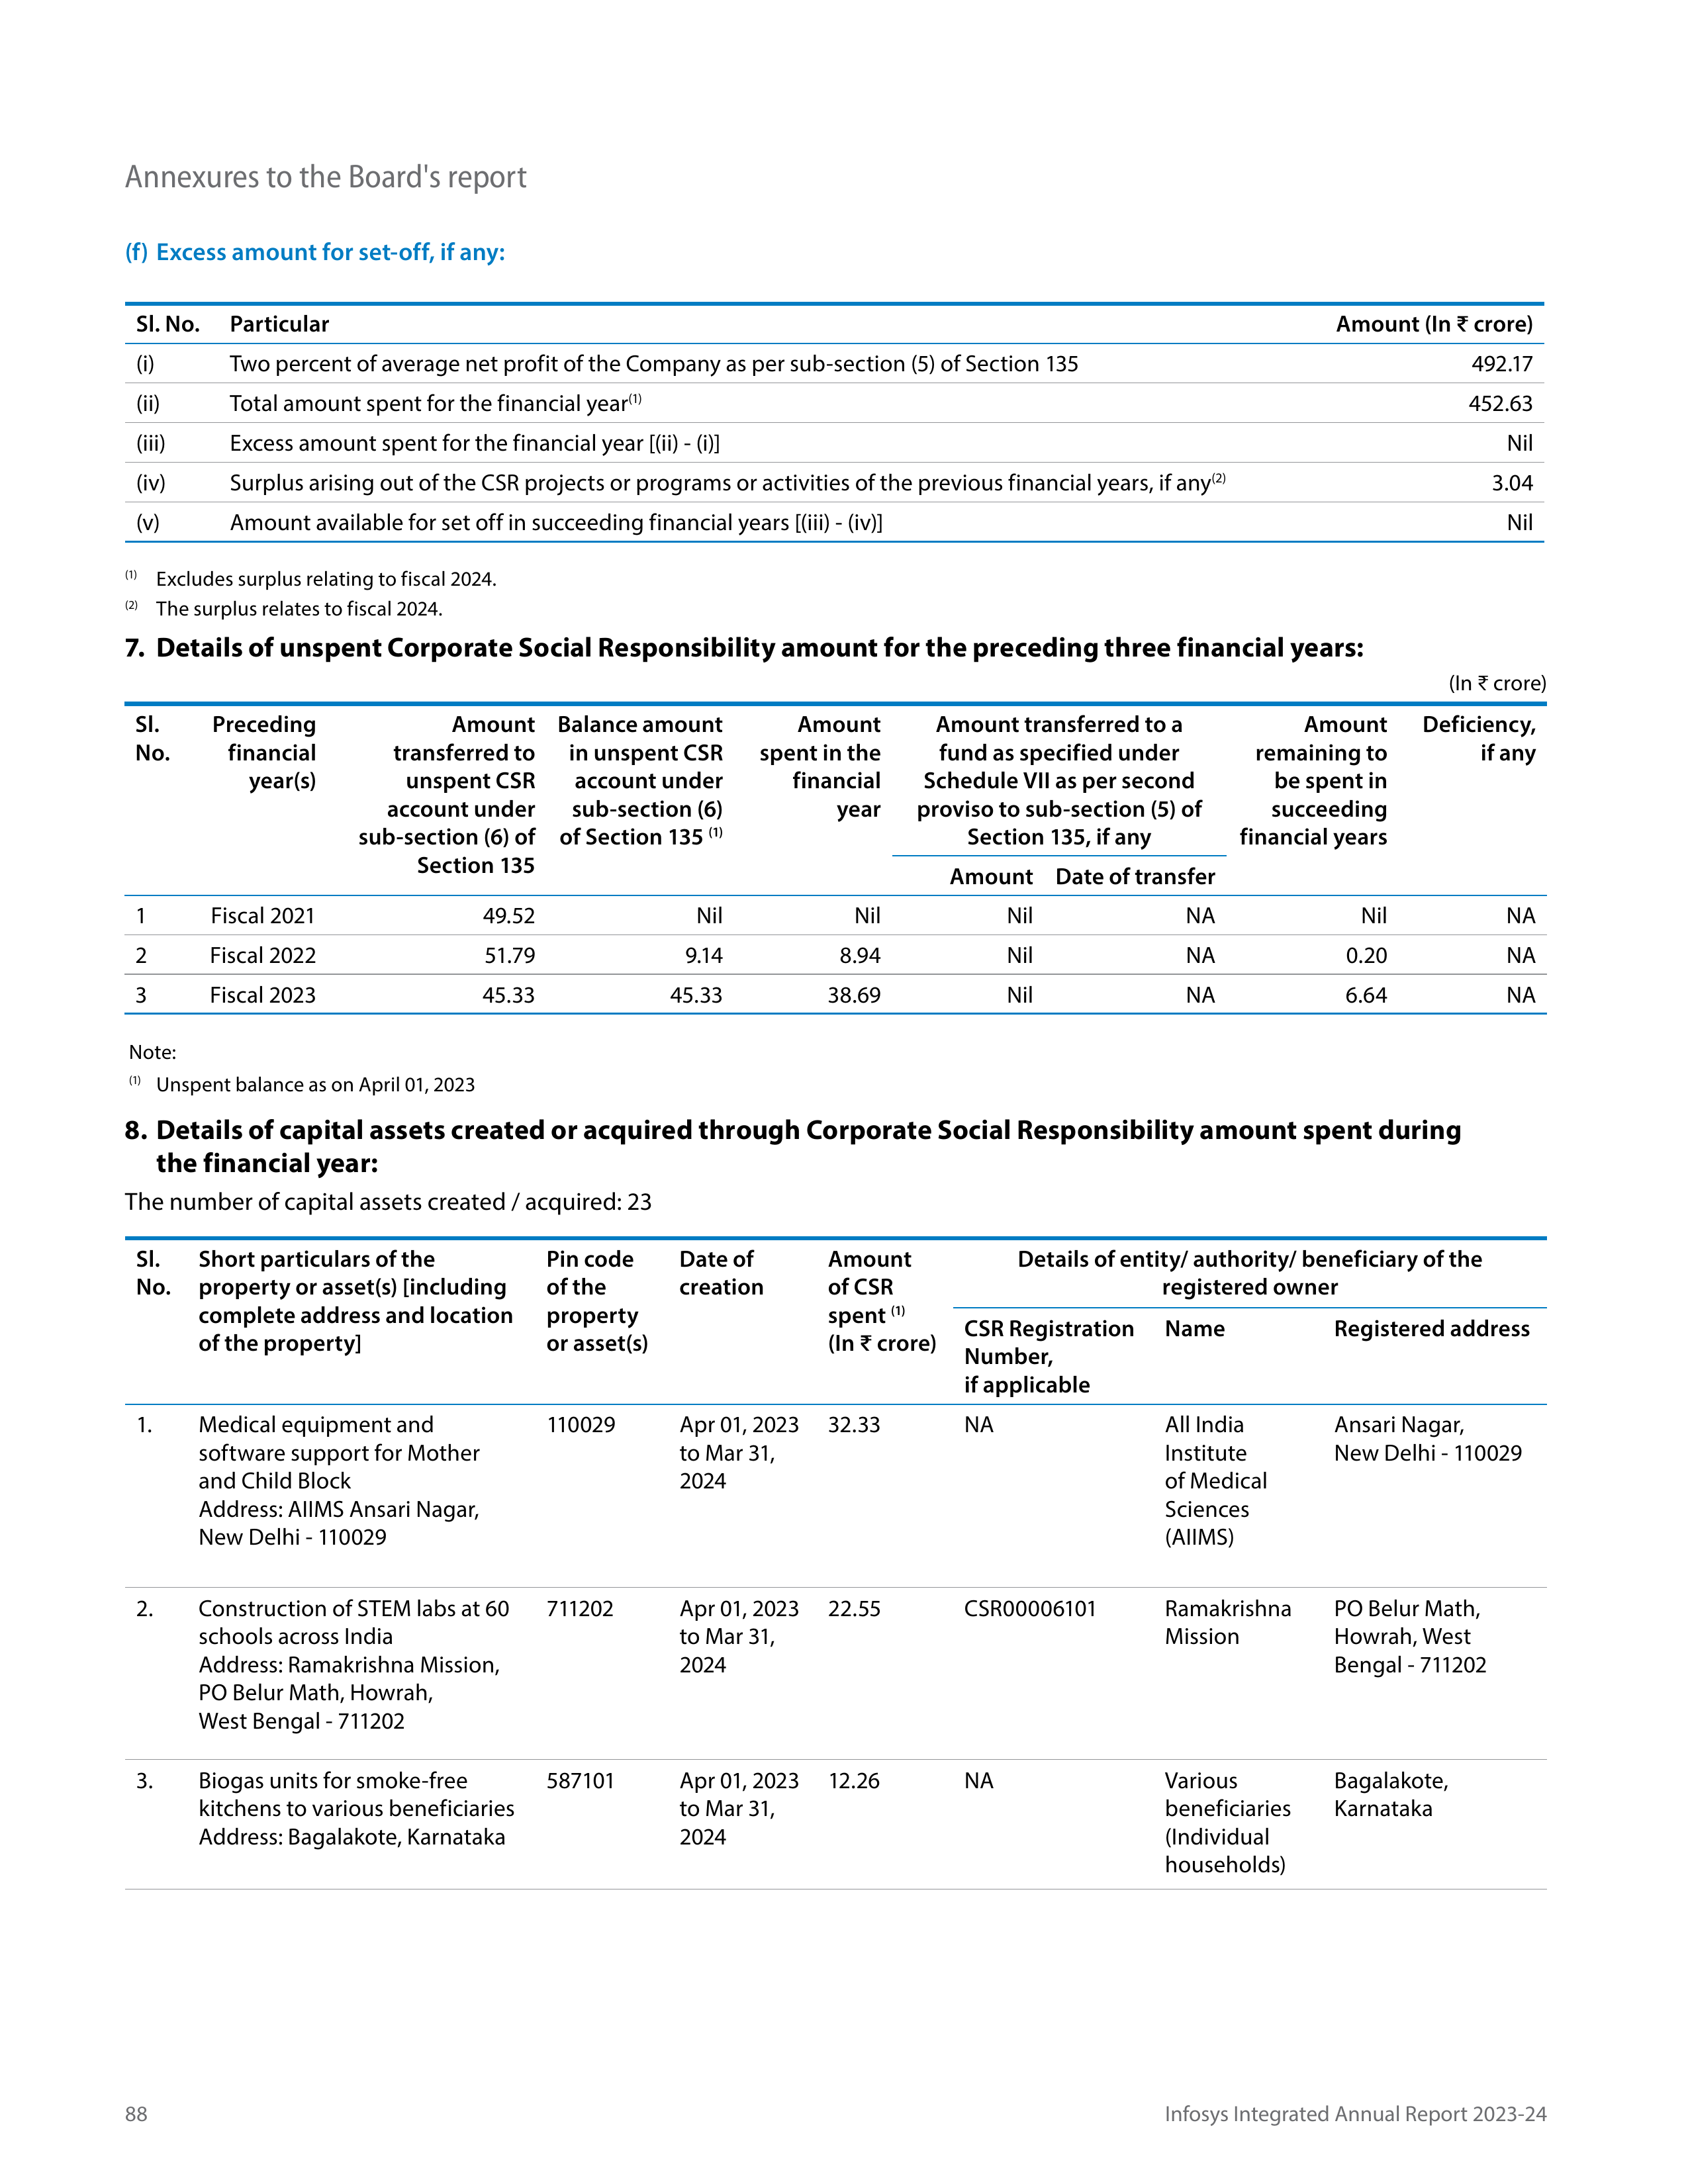 Annexures to the Board's report
(f) Excess amount for set-off, if any:
Sl. No. Particular Amount (In ₹ crore)
(i) Two percent of average net profit of the Company as per sub-section (5) of Section 135 492.17
(ii) Total amount spent for the financial year(1) 452.63
(iii) Excess amount spent for the financial year [(ii) - (i)] Nil
(iv) Surplus arising out of the CSR projects or programs or activities of the previous financial years, if any(2) 3.04
(v) Amount available for set off in succeeding financial years [(iii) - (iv)] Nil
(1) Excludes surplus relating to fiscal 2024.
(2) The surplus relates to fiscal 2024.
7. Details of unspent Corporate Social Responsibility amount for the preceding three financial years:
(In ₹ crore)
Sl. Preceding Amount Balance amount Amount Amount transferred to a Amount Deficiency,
No. financial transferred to in unspent CSR spent in the fund as specified under remaining to if any
year(s) unspent CSR account under financial Schedule VII as per second be spent in
account under sub-section (6) year proviso to sub-section (5) of succeeding
sub-section (6) of of Section 135 (1) Section 135, if any financial years
Section 135
Amount Date of transfer
1 Fiscal 2021 49.52 Nil Nil Nil NA Nil NA
2 Fiscal 2022 51.79 9.14 8.94 Nil NA 0.20 NA
3 Fiscal 2023 45.33 45.33 38.69 Nil NA 6.64 NA
Note:
(1) Unspent balance as on April 01, 2023
8. Details of capital assets created or acquired through Corporate Social Responsibility amount spent during
the financial year:
The number of capital assets created / acquired: 23
Sl. Short particulars of the Pin code Date of Amount Details of entity/ authority/ beneficiary of the
No. property or asset(s) [including of the creation of CSR registered owner
complete address and location property spent (1)
of the property] or asset(s) (In ₹ crore)
CSR Registration Name Registered address
Number,
if applicable
1. Medical equipment and 110029 Apr 01, 2023 32.33 NA All India Ansari Nagar,
software support for Mother to Mar 31, Institute New Delhi - 110029
and Child Block 2024 of Medical
Address: AIIMS Ansari Nagar, Sciences
New Delhi - 110029 (AIIMS)
2. Construction of STEM labs at 60 711202 Apr 01, 2023 22.55 CSR00006101 Ramakrishna PO Belur Math,
schools across India to Mar 31, Mission Howrah, West
Address: Ramakrishna Mission, 2024 Bengal - 711202
PO Belur Math, Howrah,
West Bengal - 711202
3. Biogas units for smoke-free 587101 Apr 01, 2023 12.26 NA Various Bagalakote,
kitchens to various beneficiaries to Mar 31, beneficiaries Karnataka
Address: Bagalakote, Karnataka 2024 (Individual
households)
88 Infosys Integrated Annual Report 2023-24